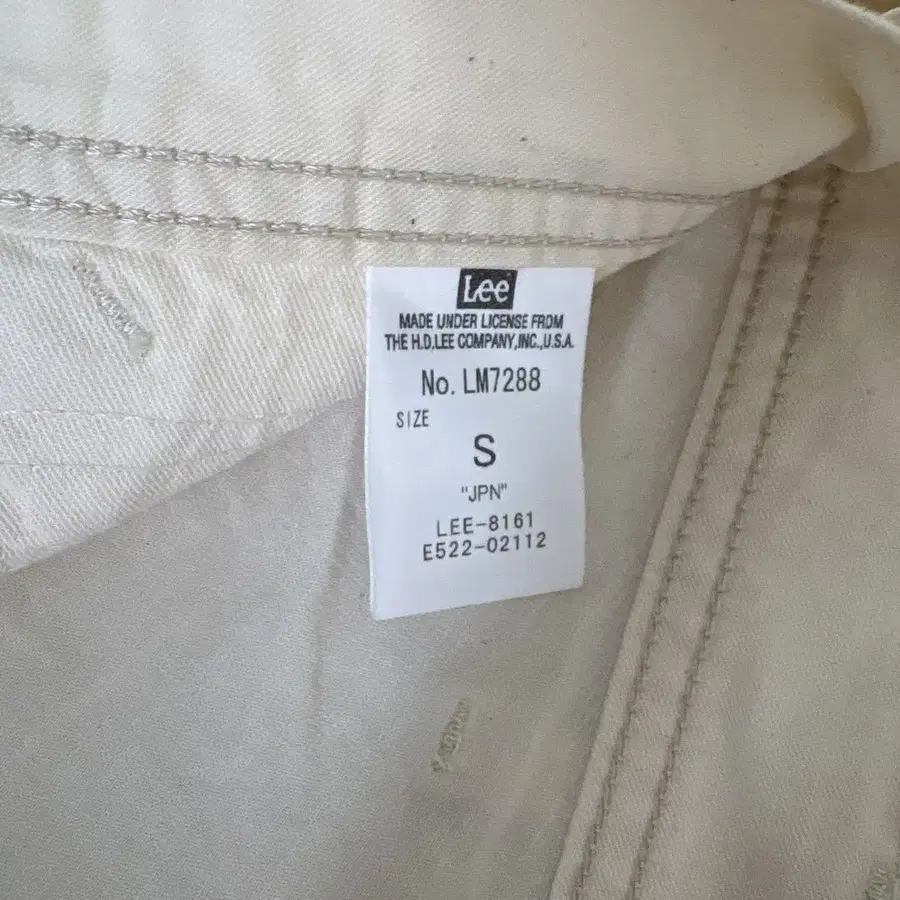 Lee
MADE UNDER LICENSE FROM
THE H.D.LEE COMPANY,INC.,U.S.A.
No. LM7288
SIZE
S
"JPN"
LEE-8161
E522-02112